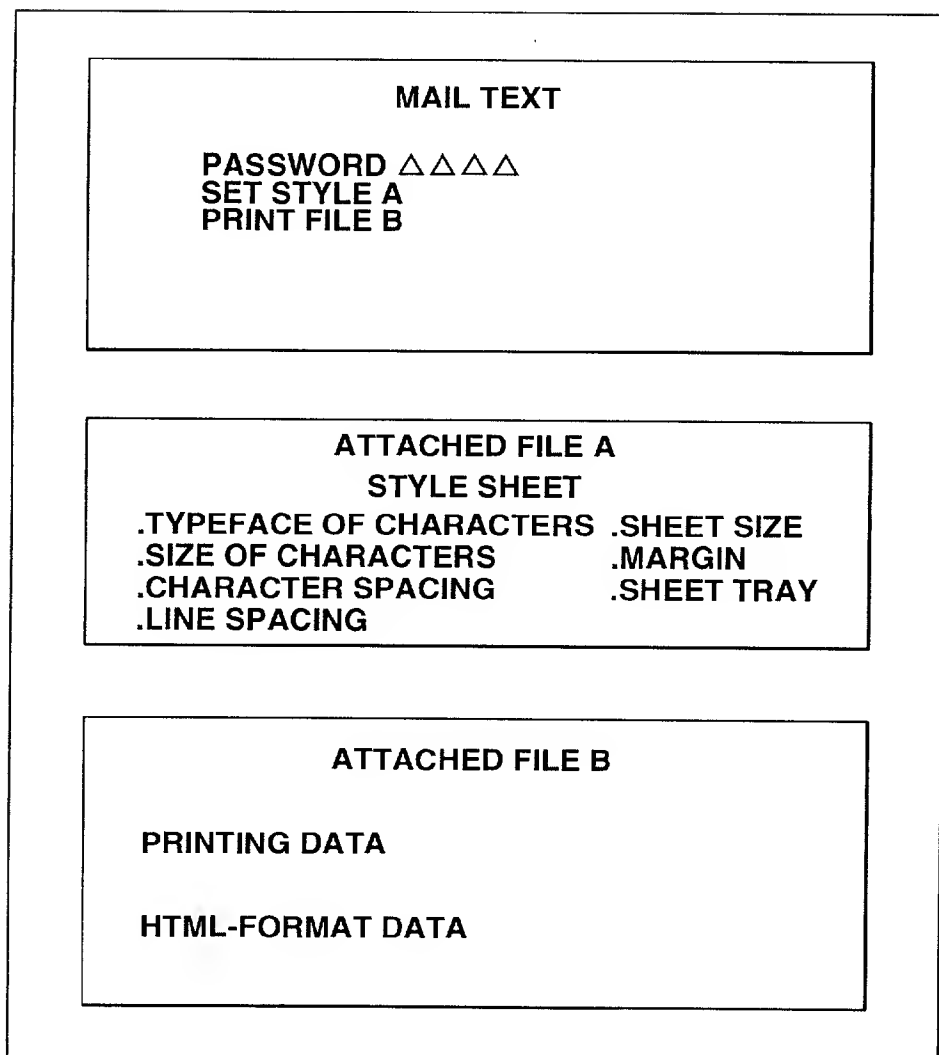 MAIL TEXT
PASSWORD △△△△
SET STYLE A
PRINT FILE B
ATTACHED FILE A
STYLE SHEET
.TYPEFACE OF CHARACTERS .SHEET SIZE
.SIZE OF CHARACTERS .MARGIN
.CHARACTER SPACING .SHEET TRAY
.LINE SPACING
ATTACHED FILE B
PRINTING DATA
HTML-FORMAT DATA